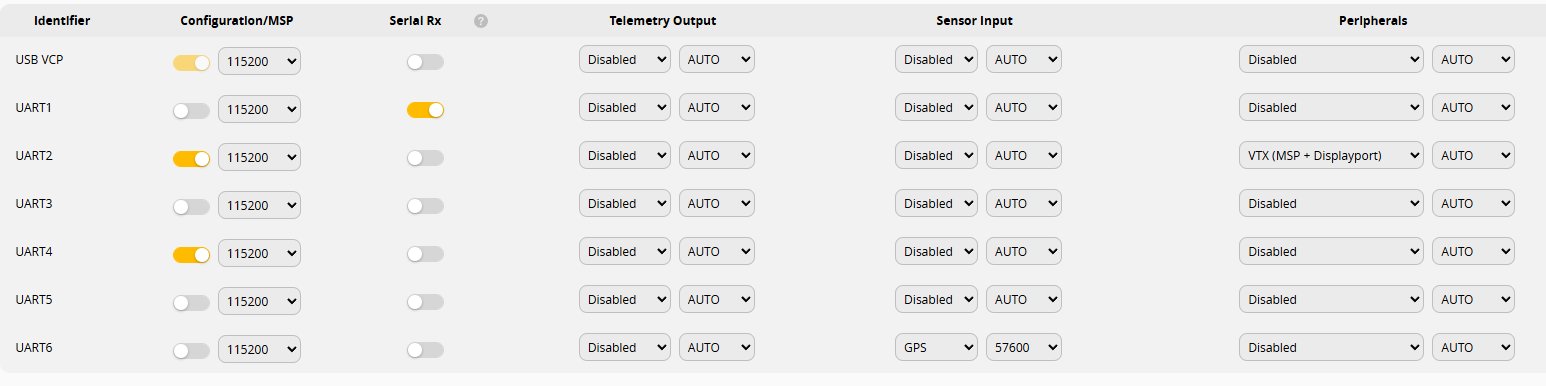 Identifier Configuration/MSP Serial Rx ? Telemetry Output Sensor Input Peripherals
USB VCP 115200 Disabled AUTO Disabled AUTO Disabled AUTO
UART1 115200 Disabled AUTO Disabled AUTO Disabled AUTO
UART2 115200 Disabled AUTO Disabled AUTO VTX (MSP + Displayport) AUTO
UART3 115200 Disabled AUTO Disabled AUTO Disabled AUTO
UART4 115200 Disabled AUTO Disabled AUTO Disabled AUTO
UART5 115200 Disabled AUTO Disabled AUTO Disabled AUTO
UART6 115200 Disabled AUTO GPS 57600 Disabled AUTO